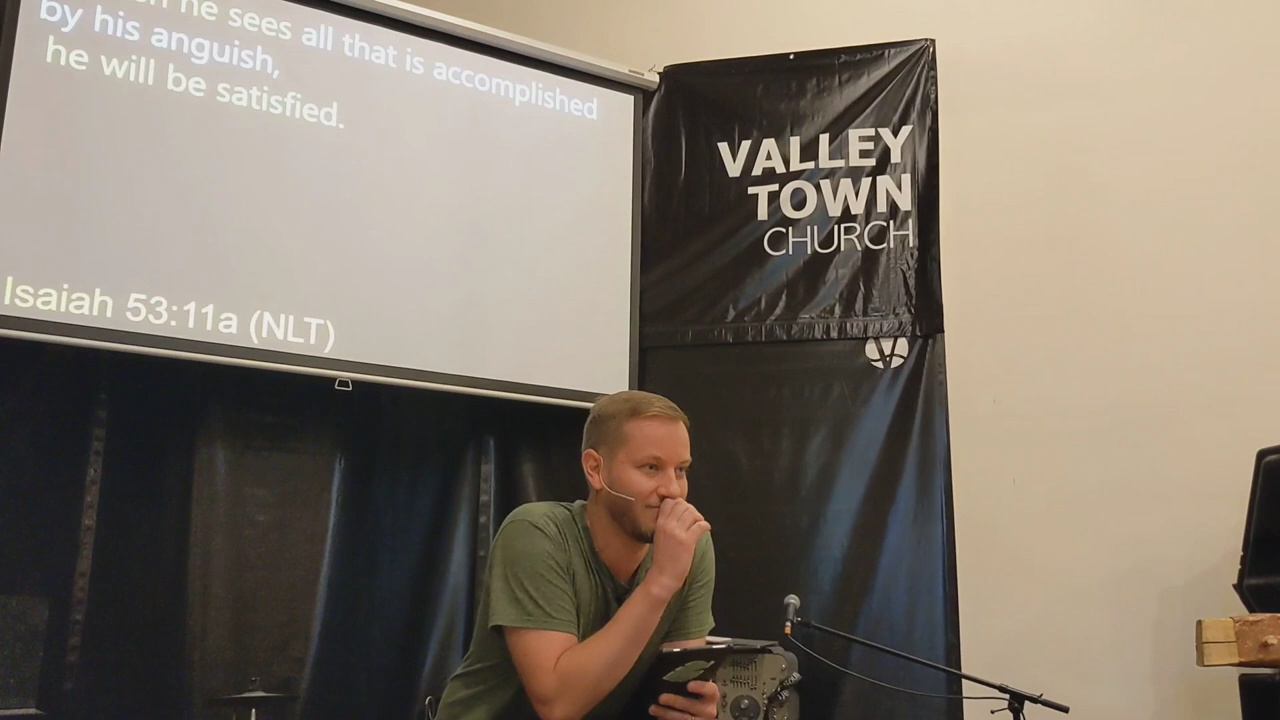 he sees all that is accomplished
by his anguish,
he will be satisfied.
Isaiah 53:11a (NLT)
VALLEY
TOWN
CHURCH